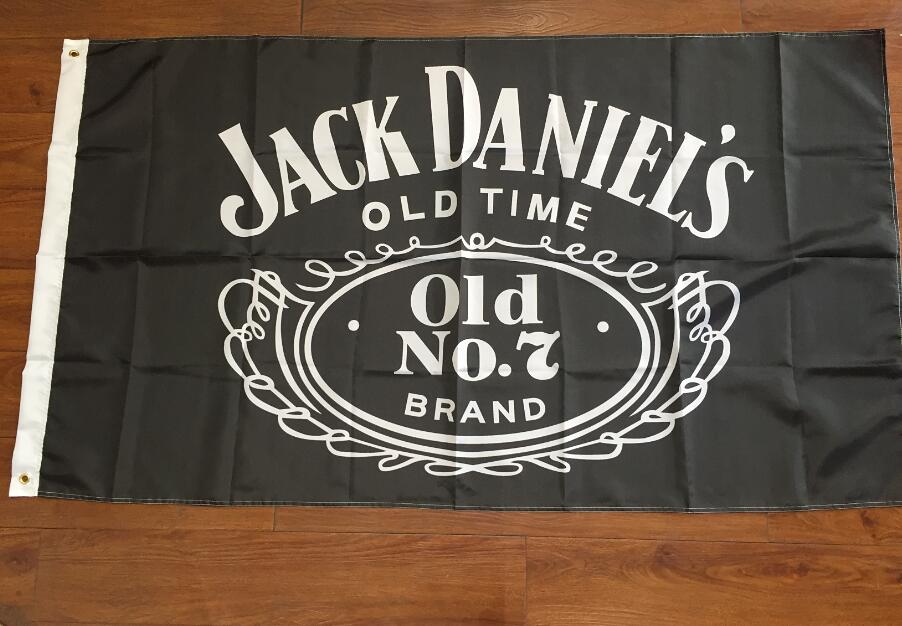 JACK DANIEL'S
OLD TIME
Old
No.7
BRAND